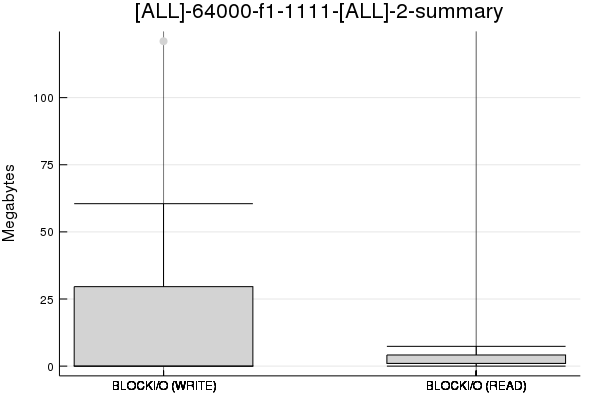 [ALL]-64000-f1-1111-[ALL]-2-summary
Megabytes
100
75
50
25
0
BLOCKI/O (WRITE)
BLOCKI/O (READ)